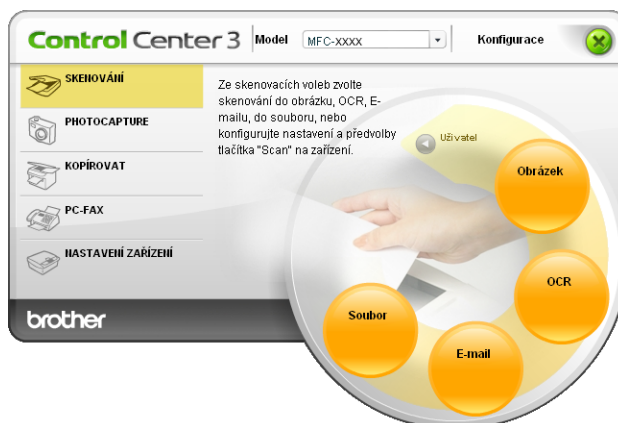 Control Center 3
Model
MFC-XXXX
Konfigurace
SKENOVÁNÍ
PHOTOCAPTURE
KOPÍROVAT
PC-FAX
NASTAVENÍ ZAŘÍZENÍ
Ze skenovacích voleb zvolte
skenování do obrázku, OCR, E-
mailu, do souboru, nebo
konfigurujte nastavení a předvolby
tlačítka "Scan" na zařízení.
Uživatel
Obrázek
OCR
E-mail
Soubor
brother